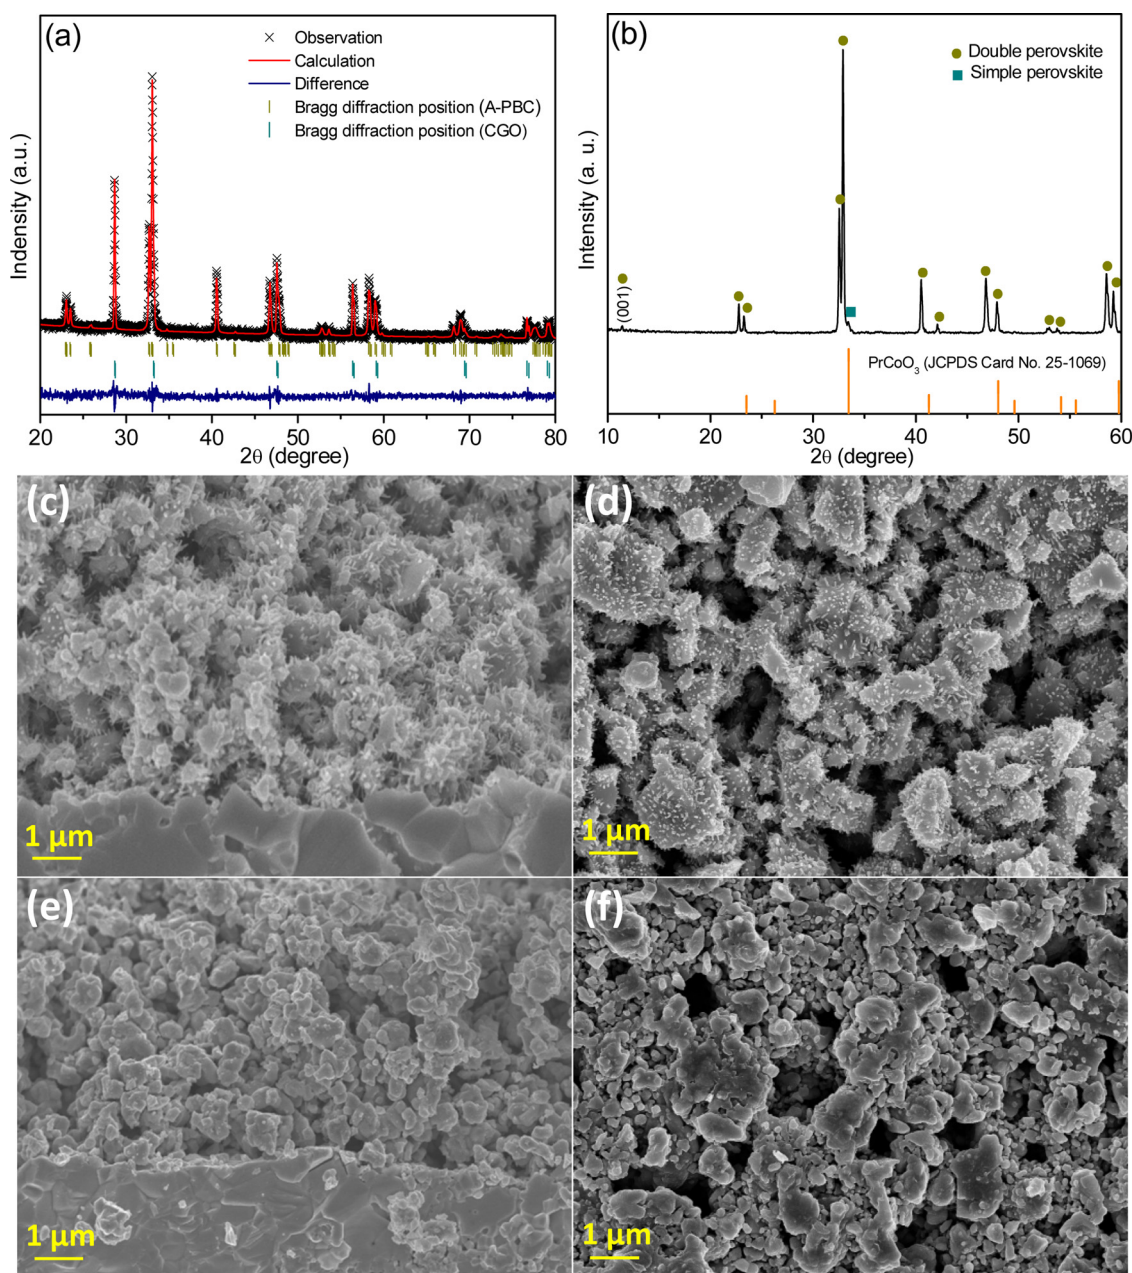 (a)
Observation
Calculation
Difference
Bragg diffraction position (A-PBC)
Bragg diffraction position (CGO)
Indensity (a.u.)
20 30 40 50 60 70 80
2θ (degree)
(b)
Double perovskite
Simple perovskite
Intensity (a. u.)
(001)
PrCoO₃ (JCPDS Card No. 25-1069)
10 20 30 40 50 60
2θ (degree)
(c)
1 μm
(d)
1 μm
(e)
1 μm
(f)
1 μm